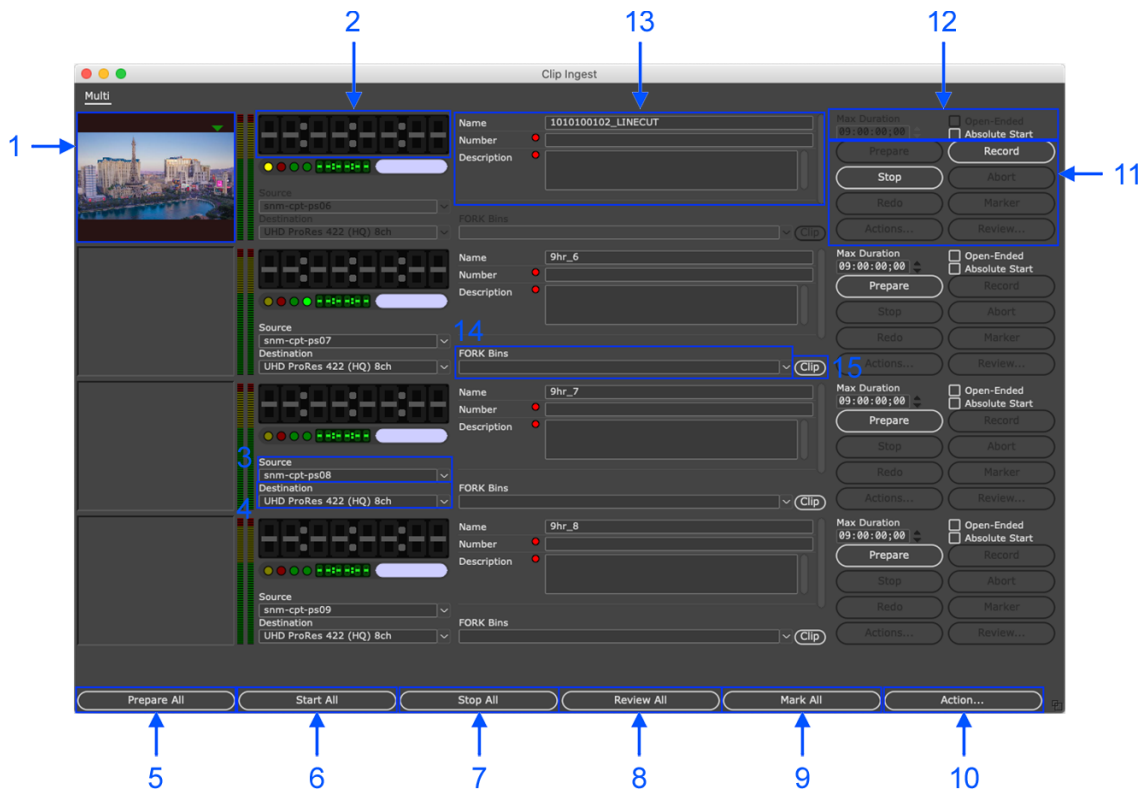 2 13 12
Clip Ingest
Multi
1
Name 1010100102_LINECUT
Number
Description
Max Duration Open-Ended
09:00:00;00 Absolute Start
Prepare Record
Stop Abort
11
Redo Marker
Actions... Review...
Source
snm-cpt-ps06
Destination FORK Bins
UHD ProRes 422 (HQ) 8ch Clip
Name 9hr_6
Number
Description
Max Duration Open-Ended
09:00:00;00 Absolute Start
Prepare Record
Stop Abort
Redo Marker
Actions... Review...
Source 14
snm-cpt-ps07
Destination FORK Bins
UHD ProRes 422 (HQ) 8ch Clip 15
Name 9hr_7
Number
Description
Max Duration Open-Ended
09:00:00;00 Absolute Start
Prepare Record
Stop Abort
Redo Marker
Actions... Review...
3 Source
snm-cpt-ps08
Destination FORK Bins
4 UHD ProRes 422 (HQ) 8ch Clip
Name 9hr_8
Number
Description
Max Duration Open-Ended
09:00:00;00 Absolute Start
Prepare Record
Stop Abort
Redo Marker
Actions... Review...
Source
snm-cpt-ps09
Destination FORK Bins
UHD ProRes 422 (HQ) 8ch Clip
Prepare All Start All Stop All Review All Mark All Action...
5 6 7 8 9 10